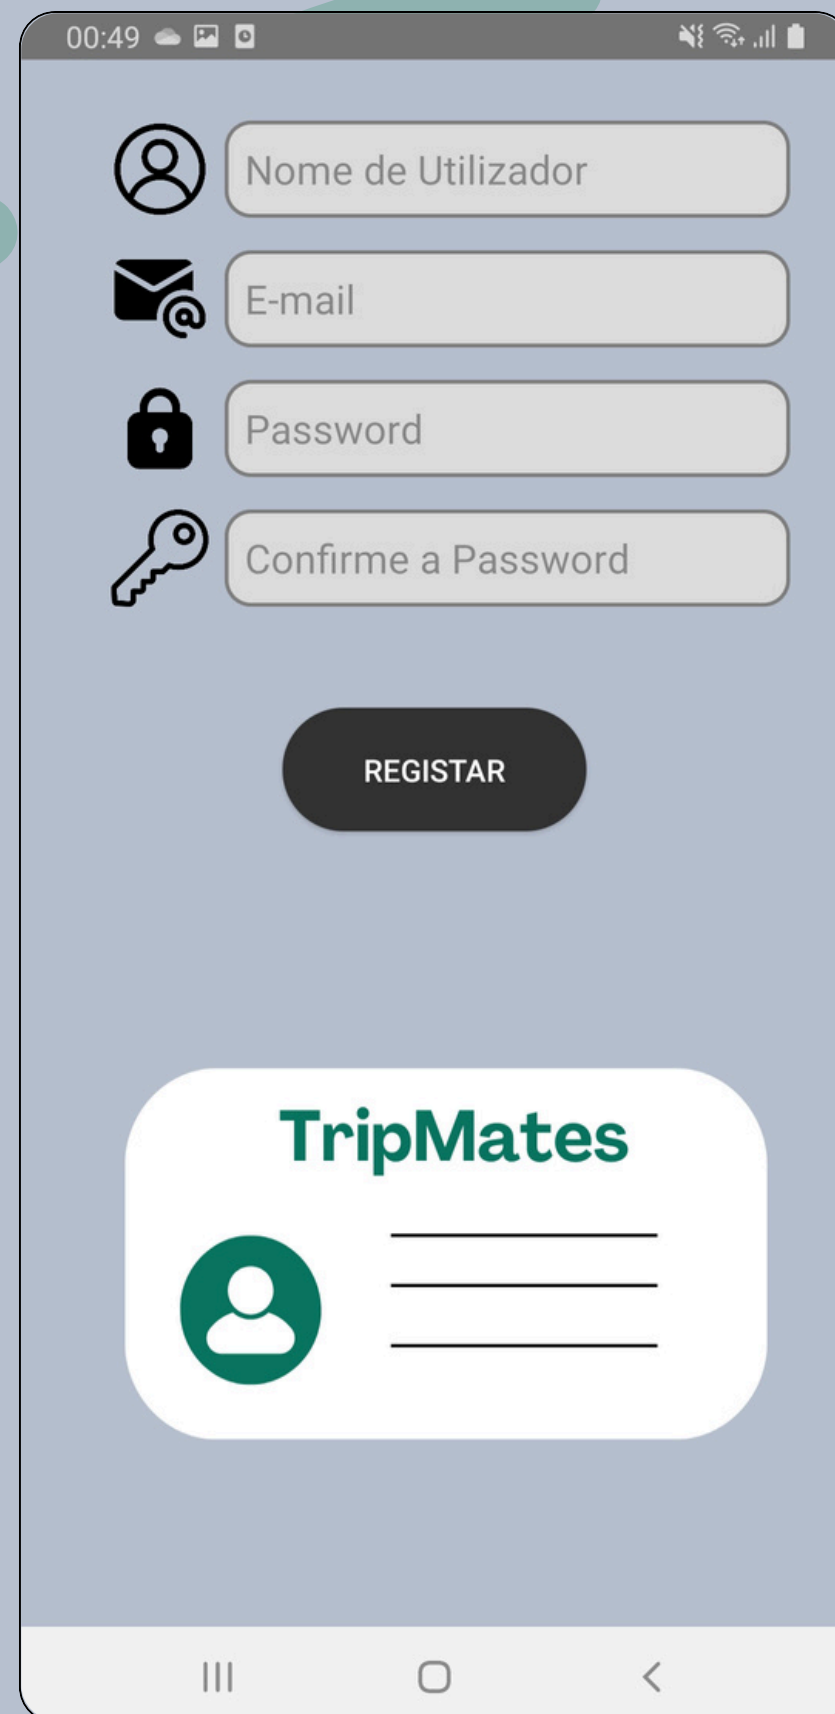 00:49
Nome de Utilizador
E-mail
Password
Confirme a Password
REGISTAR
TripMates